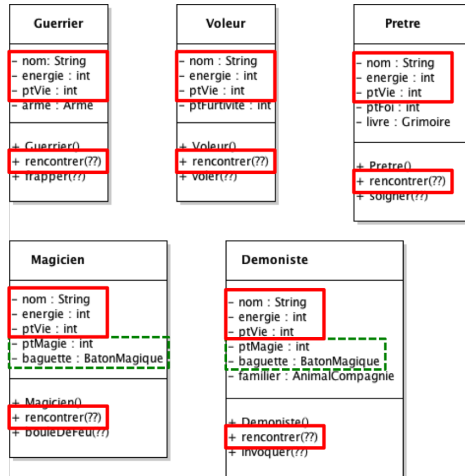 Guerrier
- nom: String
- energie : int
- ptVie : int
- arme : Arme
+ Guerrier()
+ rencontrer(??)
+ frapper(??)
Voleur
- nom : String
- energie : int
- ptVie : int
- ptFurtivite : int
+ Voleur()
+ rencontrer(??)
+ voler(??)
Pretre
- nom : String
- energie : int
- ptVie : int
- ptFoi : int
- livre : Grimoire
+ Pretre()
+ rencontrer(??)
+ soigner(??)
Magicien
- nom : String
- energie : int
- ptVie : int
- ptMagie : int
- baguette : BatonMagique
+ Magicien()
+ rencontrer(??)
+ bouleDeFeu(??)
Demoniste
- nom : String
- energie : int
- ptVie : int
- ptMagie : int
- baguette : BatonMagique
- familier : AnimalCompagnie
+ Demoniste()
+ rencontrer(??)
+ invoquer(??)